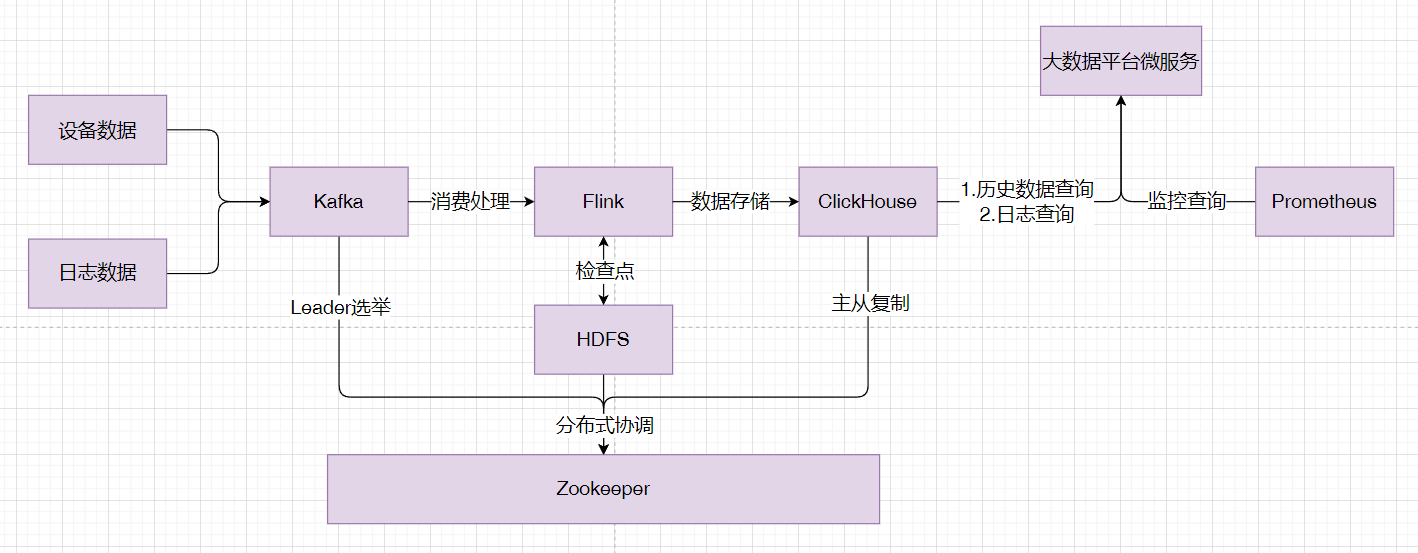 大数据平台微服务
设备数据
Kafka
消费处理
Flink
数据存储
ClickHouse
1.历史数据查询
2.日志查询
监控查询
Prometheus
日志数据
检查点
Leader选举
主从复制
HDFS
分布式协调
Zookeeper